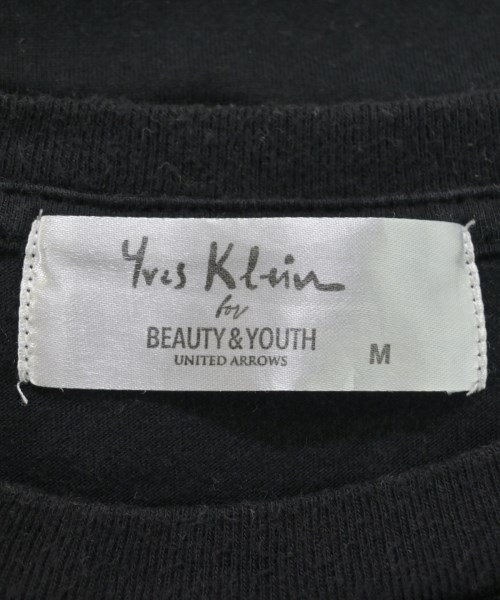 Yves Klein
for
BEAUTY & YOUTH
UNITED ARROWS
M